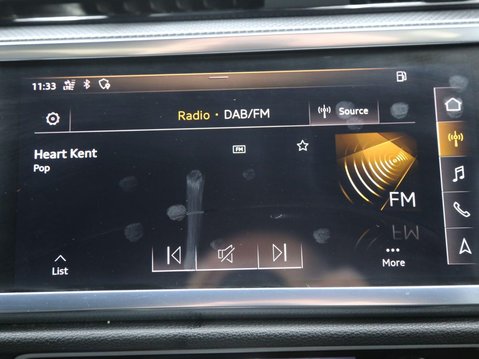 11:33
Radio • DAB/FM
Source
Heart Kent
FM
Pop
FM
List
More